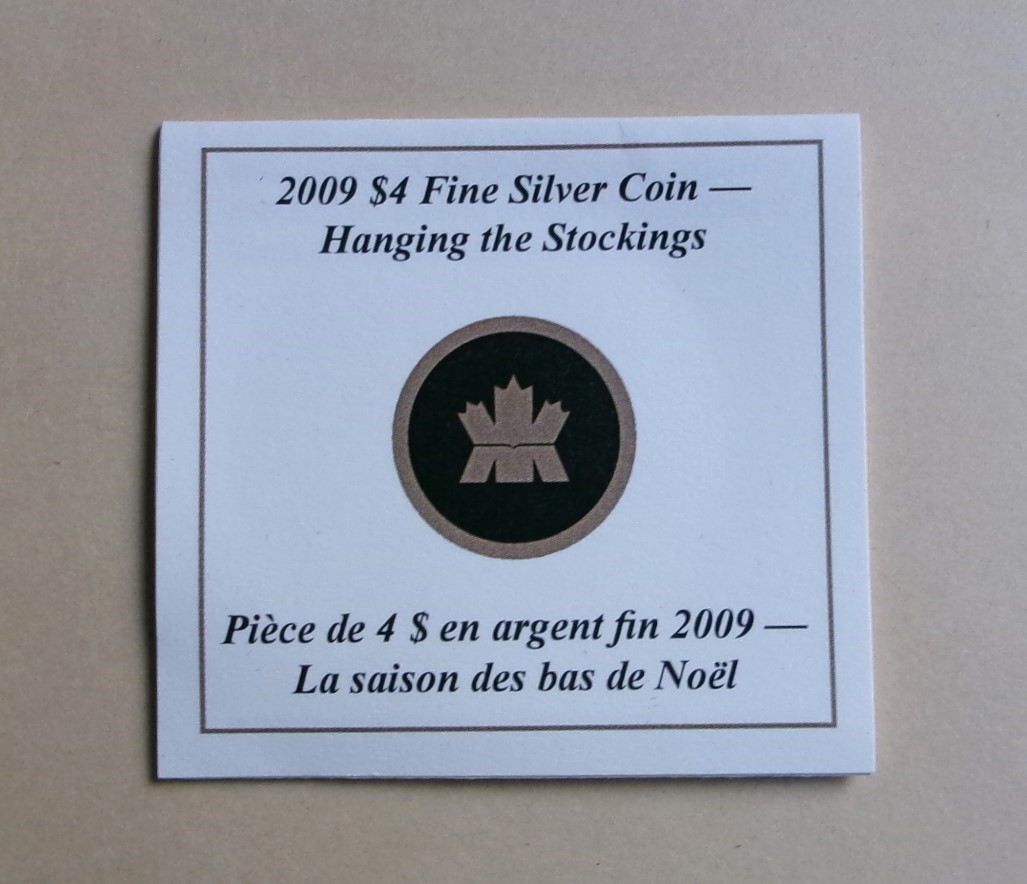 2009 $4 Fine Silver Coin —
Hanging the Stockings
Pièce de 4 $ en argent fin 2009 —
La saison des bas de Noël